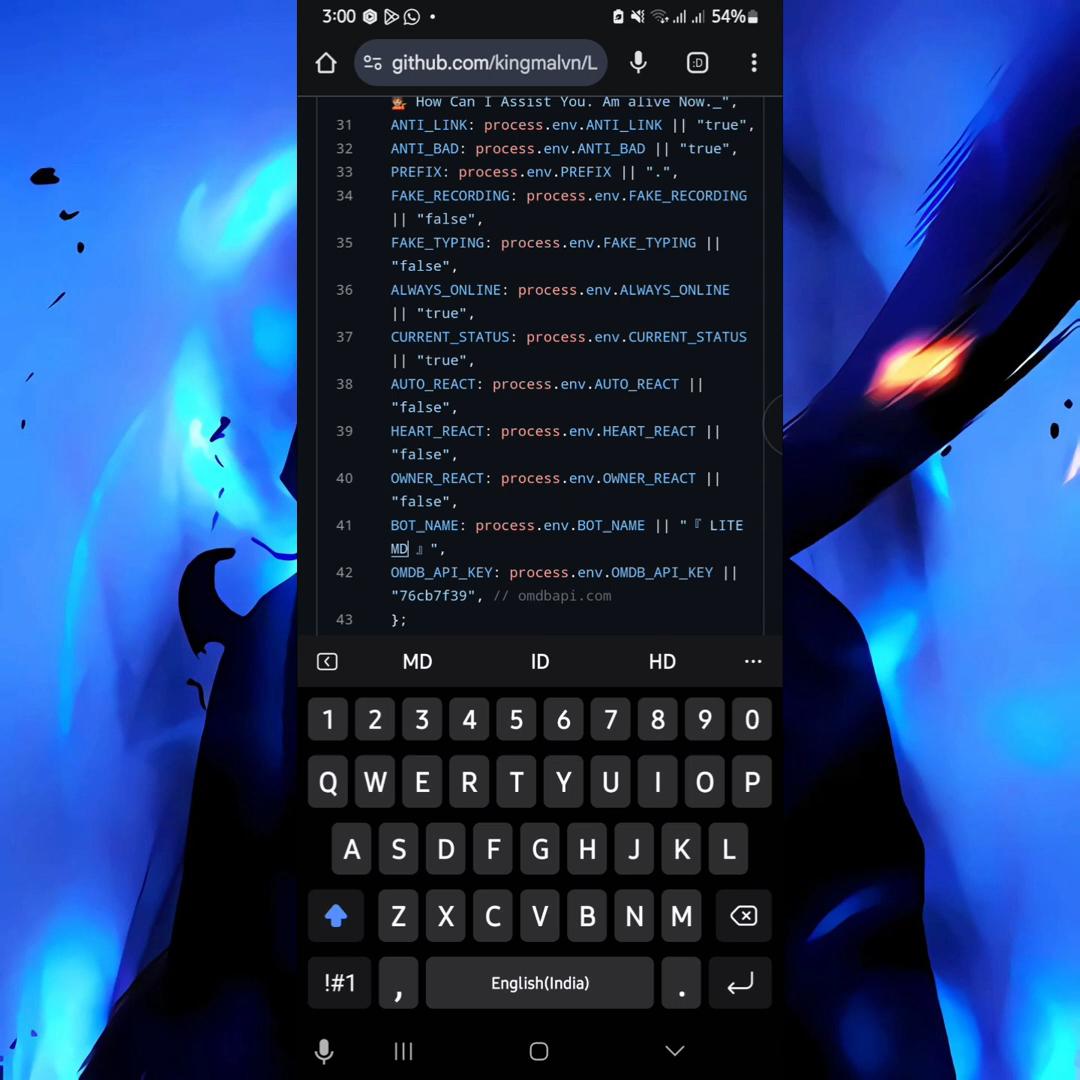 3:00 54%
github.com/kingmalvn/L :D
💁🏼 How Can I Assist You. Am alive Now._",
31 ANTI_LINK: process.env.ANTI_LINK || "true",
32 ANTI_BAD: process.env.ANTI_BAD || "true",
33 PREFIX: process.env.PREFIX || ".",
34 FAKE_RECORDING: process.env.FAKE_RECORDING
|| "false",
35 FAKE_TYPING: process.env.FAKE_TYPING ||
"false",
36 ALWAYS_ONLINE: process.env.ALWAYS_ONLINE
|| "true",
37 CURRENT_STATUS: process.env.CURRENT_STATUS
|| "true",
38 AUTO_REACT: process.env.AUTO_REACT ||
"false",
39 HEART_REACT: process.env.HEART_REACT ||
"false",
40 OWNER_REACT: process.env.OWNER_REACT ||
"false",
41 BOT_NAME: process.env.BOT_NAME || "『 LITE
MD 』",
42 OMDB_API_KEY: process.env.OMDB_API_KEY ||
"76cb7f39", // omdbapi.com
43 };
MD ID HD ...
1 2 3 4 5 6 7 8 9 0
Q W E R T Y U I O P
A S D F G H J K L
Z X C V B N M
!#1 , English(India) .